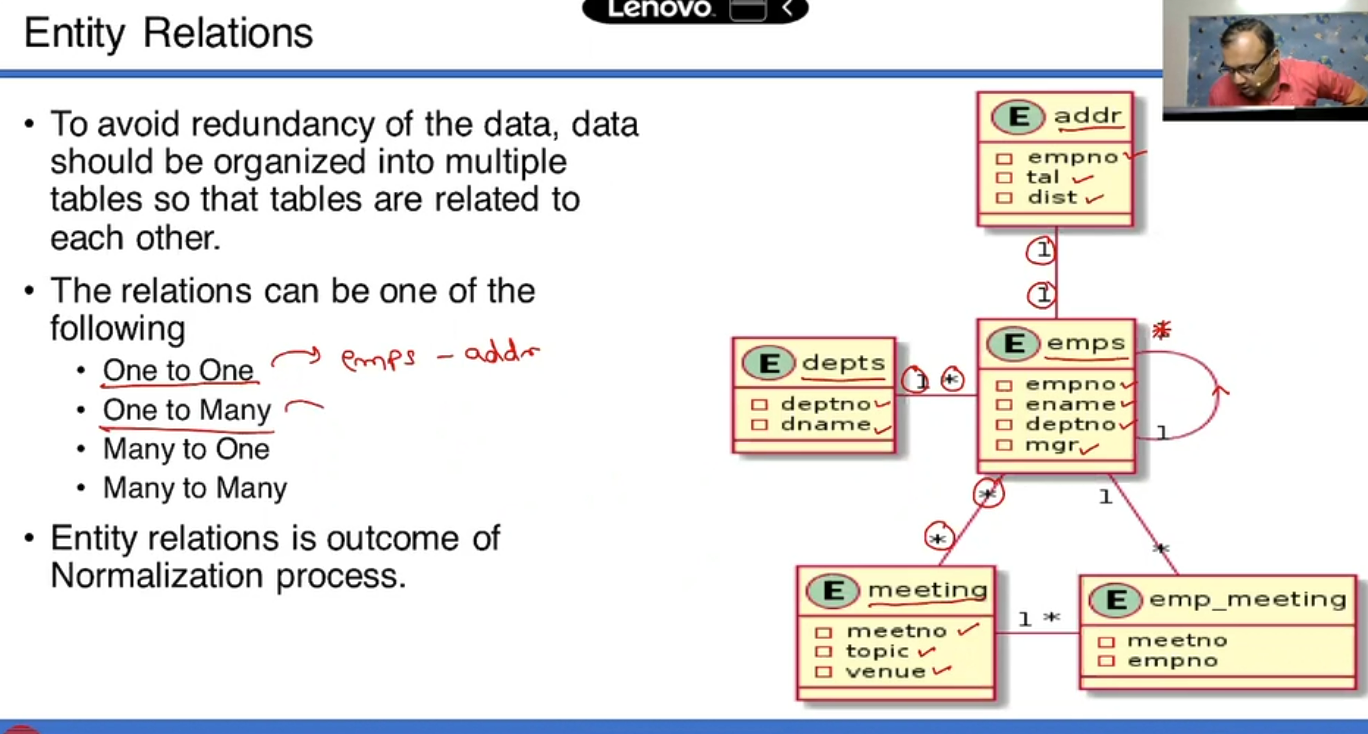 Lenovo
Entity Relations
• To avoid redundancy of the data, data
should be organized into multiple
tables so that tables are related to
each other.
• The relations can be one of the
following
• One to One → emps - addr
• One to Many
• Many to One
• Many to Many
• Entity relations is outcome of
Normalization process.
E addr
empno
tal
dist
1
1
E depts
deptno
dname
1 *
E emps
empno
ename
deptno
mgr
*
1
*
*
1
*
E meeting
meetno
topic
venue
1 *
E emp_meeting
meetno
empno